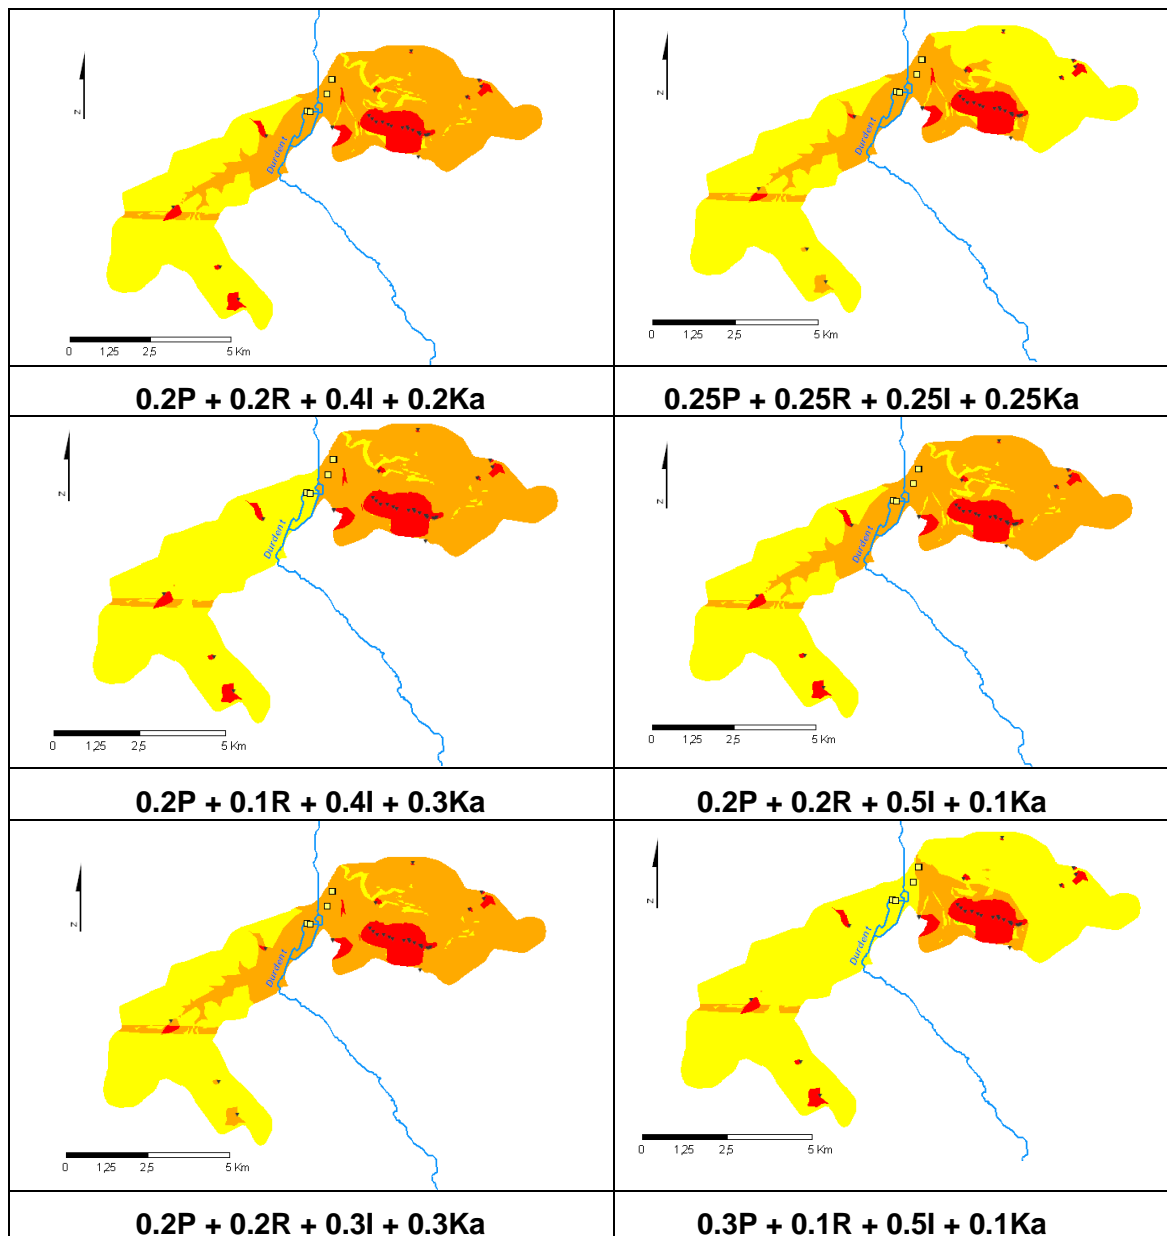 N
Durdent
0 1,25 2,5 5 Km
N
Durdent
0 1,25 2,5 5 Km
0.2P + 0.2R + 0.4I + 0.2Ka
0.25P + 0.25R + 0.25I + 0.25Ka
N
Durdent
0 1,25 2,5 5 Km
N
Durdent
0 1,25 2,5 5 Km
0.2P + 0.1R + 0.4I + 0.3Ka
0.2P + 0.2R + 0.5I + 0.1Ka
N
Durdent
0 1,25 2,5 5 Km
N
Durdent
0 1,25 2,5 5 Km
0.2P + 0.2R + 0.3I + 0.3Ka
0.3P + 0.1R + 0.5I + 0.1Ka